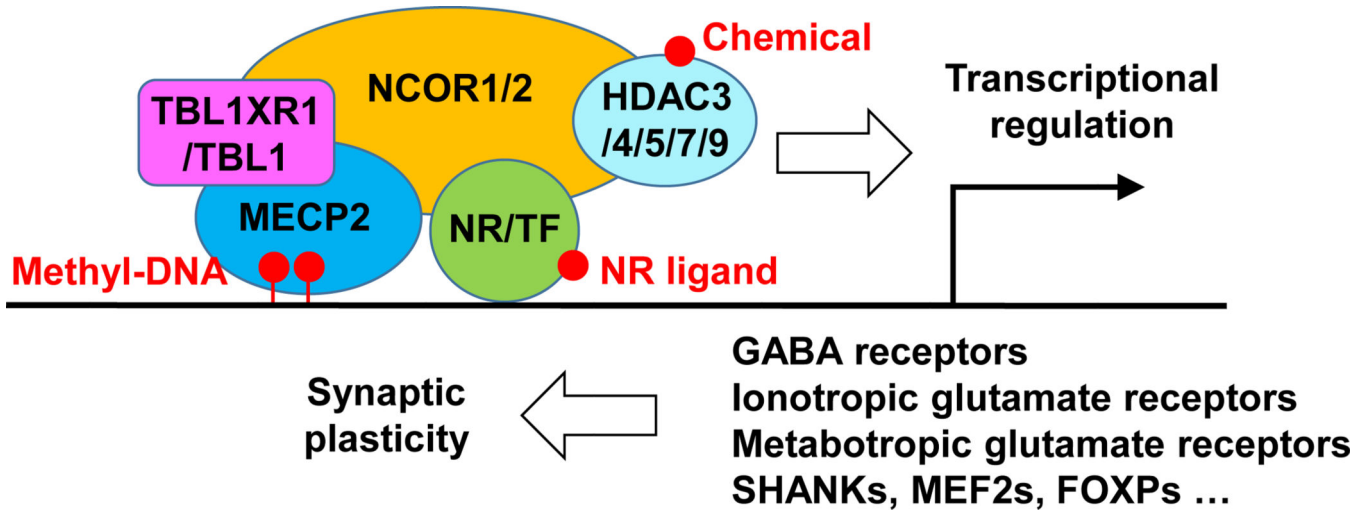 Chemical
NCOR1/2
HDAC3
/4/5/7/9
TBL1XR1
/TBL1
MECP2
NR/TF
Methyl-DNA
NR ligand
Transcriptional
regulation
GABA receptors
Ionotropic glutamate receptors
Metabotropic glutamate receptors
SHANKs, MEF2s, FOXPs ...
Synaptic
plasticity